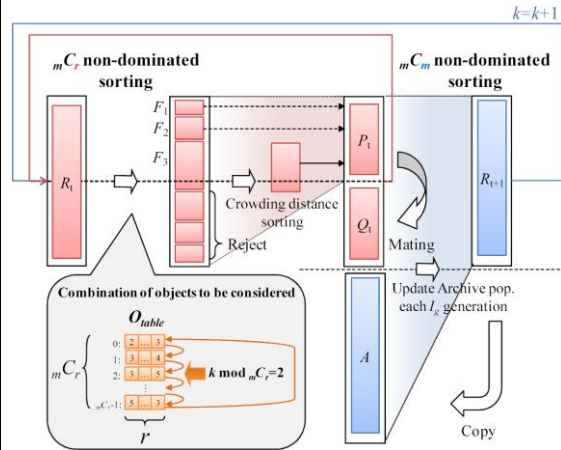 k=k+1
mCr non-dominated
sorting
mCm non-dominated
sorting
F1
F2
F3
Rt
Pt
Rt+1
Crowding distance
sorting
Reject
Qt
Mating
Update Archive pop.
each Ig generation
Combination of objects to be considered
Otable
0: 2 ... 3
1: 3 ... 4
2: 3 ... 5
⋮
mCr-1: 5 ... 3
mCr
k mod mCr=2
r
A
Copy